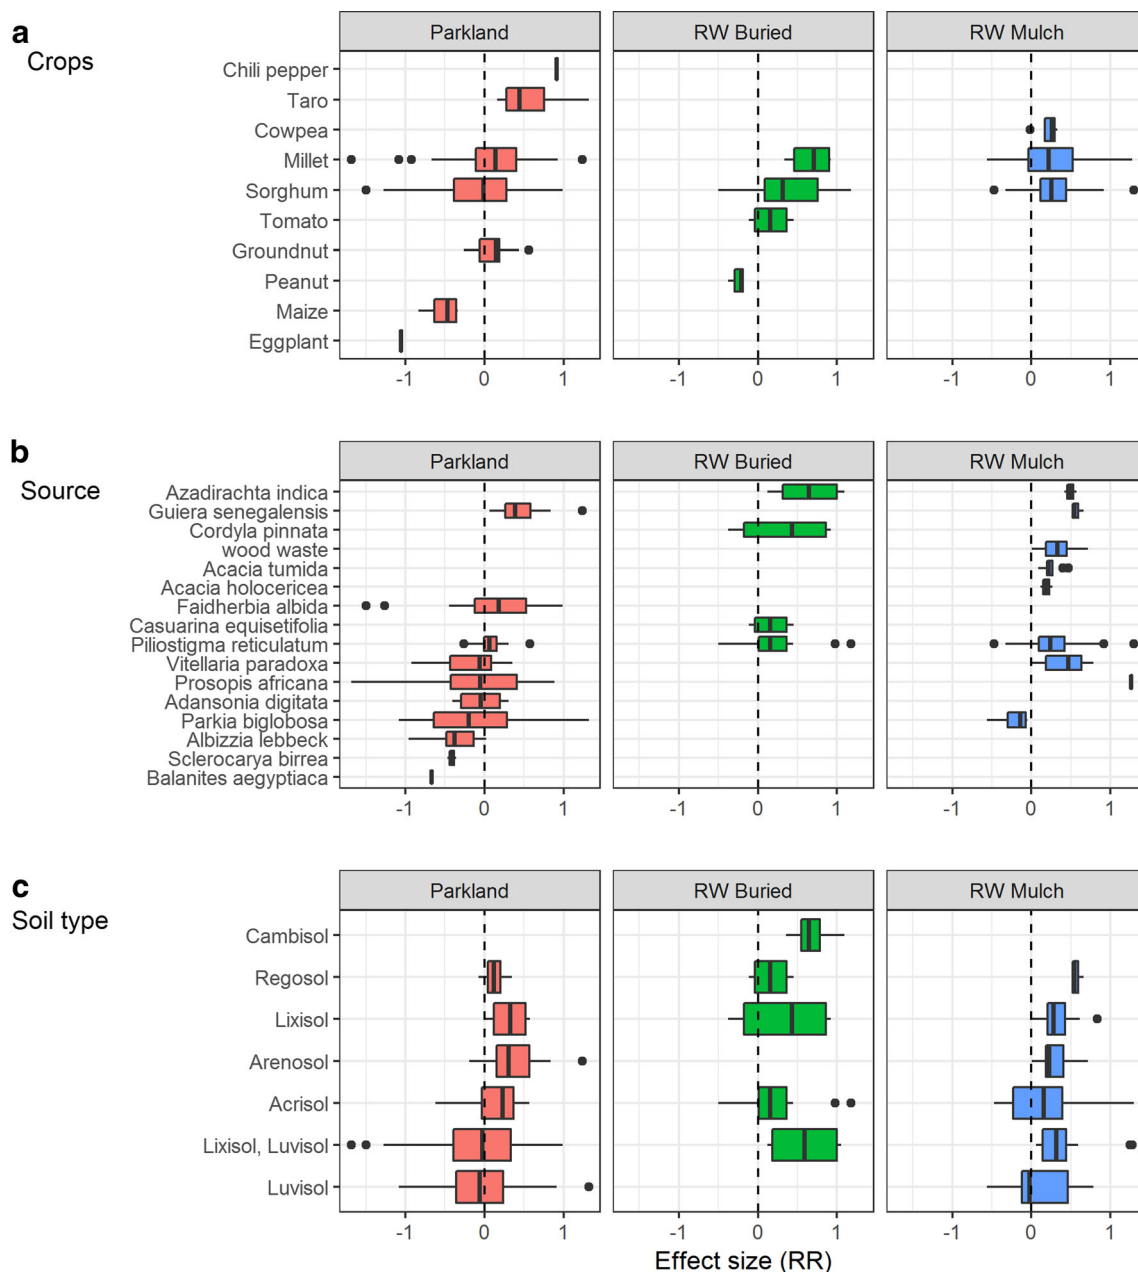 a
Crops
Parkland
RW Buried
RW Mulch
Chili pepper
Taro
Cowpea
Millet
Sorghum
Tomato
Groundnut
Peanut
Maize
Eggplant
-1 0 1
-1 0 1
-1 0 1
b
Source
Parkland
RW Buried
RW Mulch
Azadirachta indica
Guiera senegalensis
Cordyla pinnata
wood waste
Acacia tumida
Acacia holocericea
Faidherbia albida
Casuarina equisetifolia
Piliostigma reticulatum
Vitellaria paradoxa
Prosopis africana
Adansonia digitata
Parkia biglobosa
Albizzia lebbeck
Sclerocarya birrea
Balanites aegyptiaca
-1 0 1
-1 0 1
-1 0 1
c
Soil type
Parkland
RW Buried
RW Mulch
Cambisol
Regosol
Lixisol
Arenosol
Acrisol
Lixisol, Luvisol
Luvisol
-1 0 1
-1 0 1
-1 0 1
Effect size (RR)